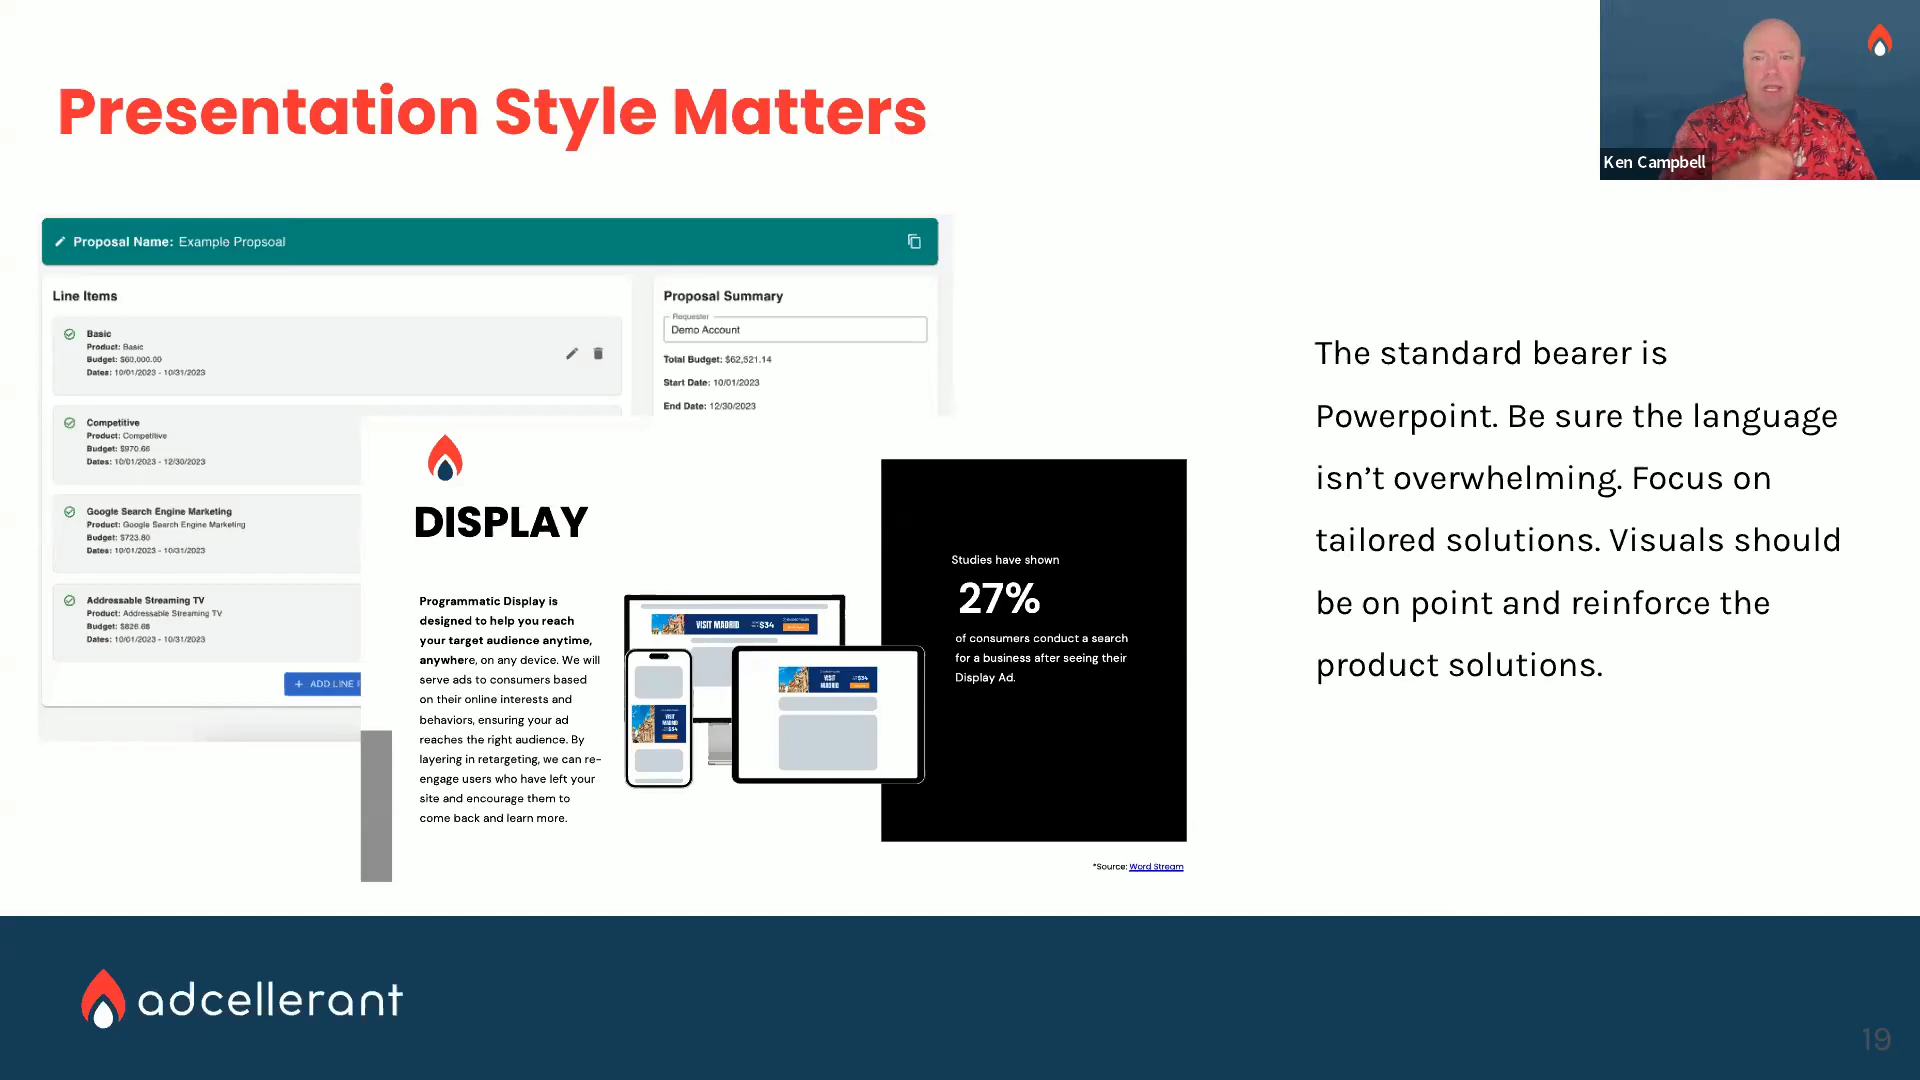 Presentation Style Matters
Ken Campbell
Proposal Name: Example Propsoal
Line Items
Basic
Product: Basic
Budget: $60,000.00
Dates: 10/01/2023 - 10/31/2023
Competitive
Product: Competitive
Budget: $970.66
Dates: 10/01/2023 - 12/30/2023
Google Search Engine Marketing
Product: Google Search Engine Marketing
Budget: $723.80
Dates: 10/01/2023 - 10/31/2023
Addressable Streaming TV
Product: Addressable Streaming TV
Budget: $826.68
Dates: 10/01/2023 - 10/31/2023
+ ADD LINE
Proposal Summary
Requester
Demo Account
Total Budget: $62,521.14
Start Date: 10/01/2023
End Date: 12/30/2023
DISPLAY
Programmatic Display is
designed to help you reach
your target audience anytime,
anywhere, on any device. We will
serve ads to consumers based
on their online interests and
behaviors, ensuring your ad
reaches the right audience. By
layering in retargeting, we can re-
engage users who have left your
site and encourage them to
come back and learn more.
VISIT MADRID
$34
VISIT
MADRID
$34
VISIT
MADRID
$34
Studies have shown
27%
of consumers conduct a search
for a business after seeing their
Display Ad.
*Source: Word Stream
The standard bearer is
Powerpoint. Be sure the language
isn’t overwhelming. Focus on
tailored solutions. Visuals should
be on point and reinforce the
product solutions.
adcellerant
19